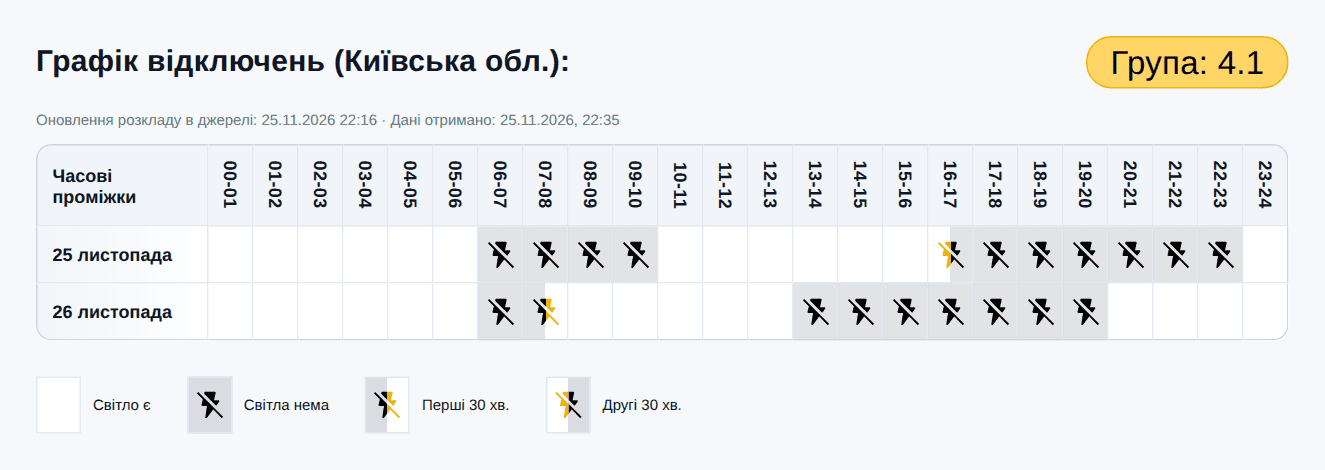 Графік відключень (Київська обл.):
Група: 4.1
Оновлення розкладу в джерелі: 25.11.2026 22:16 · Дані отримано: 25.11.2026, 22:35
Часові
проміжки
00-01
01-02
02-03
03-04
04-05
05-06
06-07
07-08
08-09
09-10
10-11
11-12
12-13
13-14
14-15
15-16
16-17
17-18
18-19
19-20
20-21
21-22
22-23
23-24
25 листопада
26 листопада
Світло є
Світла нема
Перші 30 хв.
Другі 30 хв.